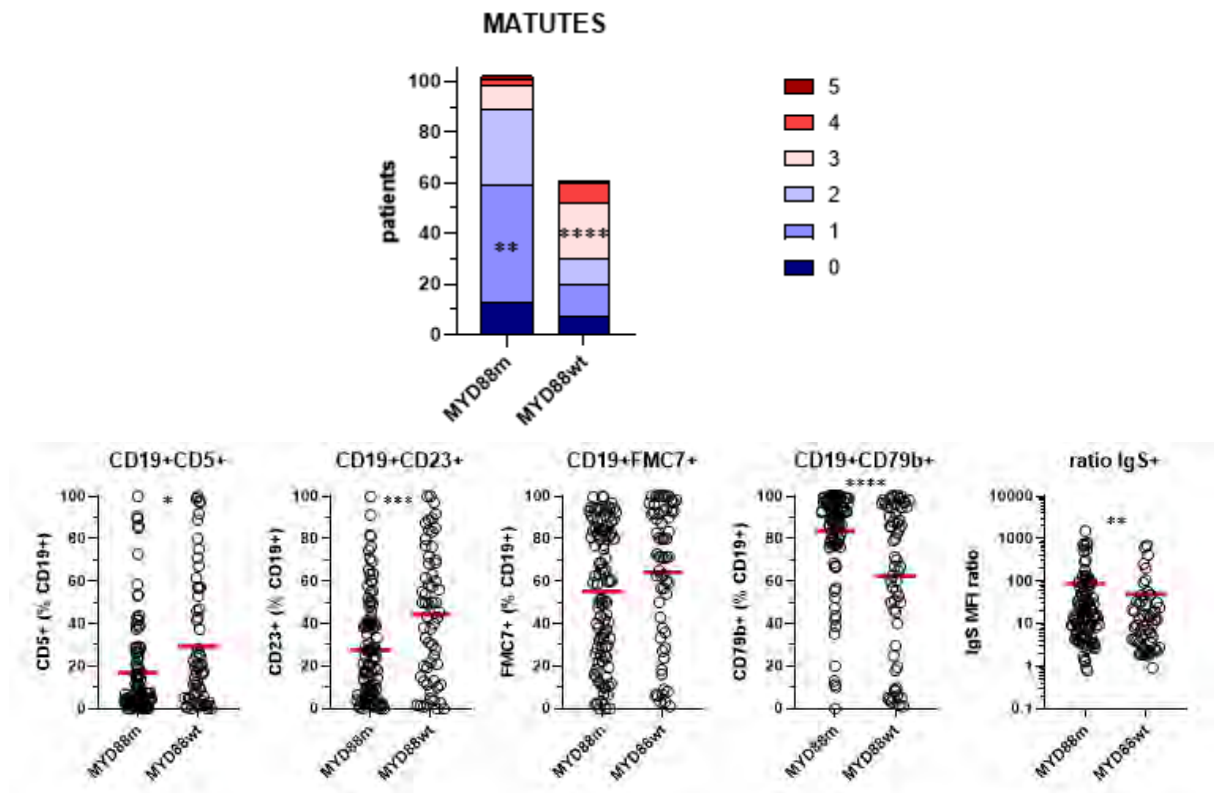 MATUTES
patients
100
80
60
40
20
0
**
****
MYD88m
MYD88wt
5
4
3
2
1
0
CD19+CD5+
CD5+ (% CD19+)
100
80
60
40
20
0
*
MYD88m
MYD88wt
CD19+CD23+
CD23+ (% CD19+)
100
80
60
40
20
0
***
MYD88m
MYD88wt
CD19+FMC7+
FMC7+ (% CD19+)
100
80
60
40
20
0
MYD88m
MYD88wt
CD19+CD79b+
CD79b+ (% CD19+)
100
80
60
40
20
0
****
MYD88m
MYD88wt
ratio IgS+
IgS MFI ratio
10000
1000
100
10
1
0.1
**
MYD88m
MYD88wt